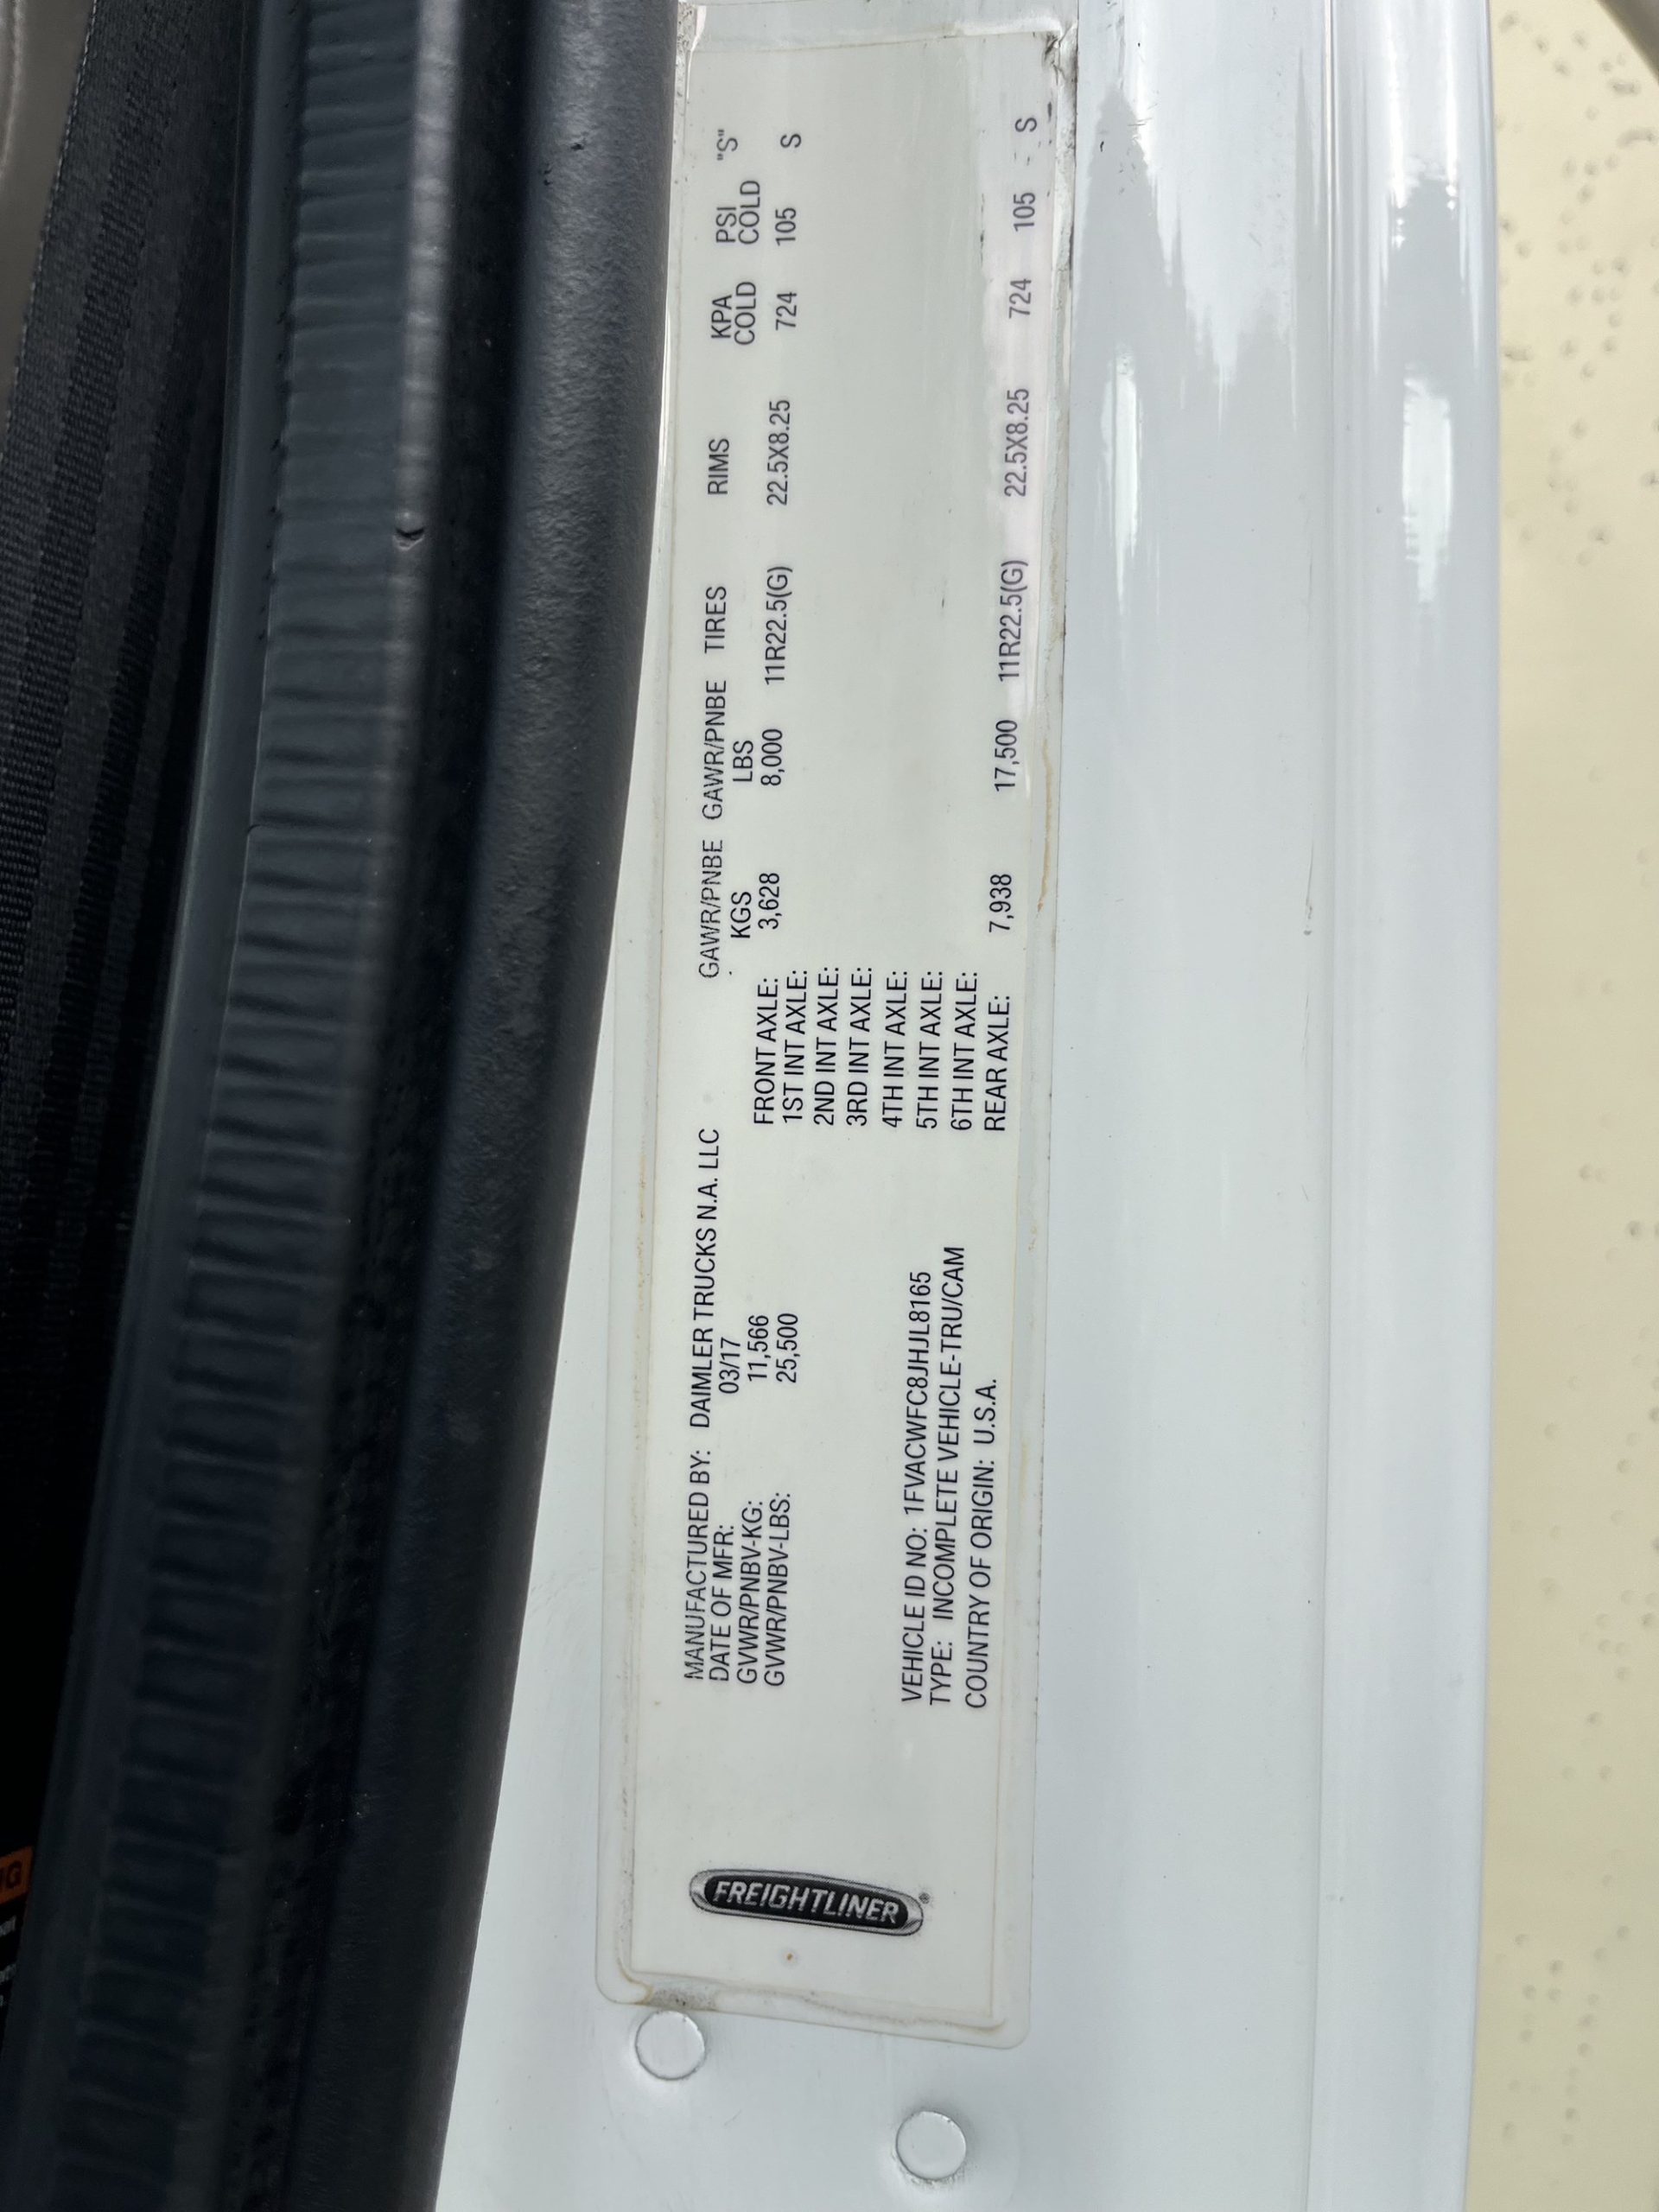 FREIGHTLINER®
MANUFACTURED BY: DAIMLER TRUCKS N.A. LLC
DATE OF MFR: 03/17
GVWR/PNBV-KG: 11,566
GVWR/PNBV-LBS: 25,500
VEHICLE ID NO: 1FVACWFC8JHJL8165
TYPE: INCOMPLETE VEHICLE-TRU/CAM
COUNTRY OF ORIGIN: U.S.A.
GAWR/PNBE GAWR/PNBE TIRES RIMS KPA PSI "S"
KGS LBS COLD COLD
FRONT AXLE: 3,628 8,000 11R22.5(G) 22.5X8.25 724 105 S
1ST INT AXLE:
2ND INT AXLE:
3RD INT AXLE:
4TH INT AXLE:
5TH INT AXLE:
6TH INT AXLE:
REAR AXLE: 7,938 17,500 11R22.5(G) 22.5X8.25 724 105 S